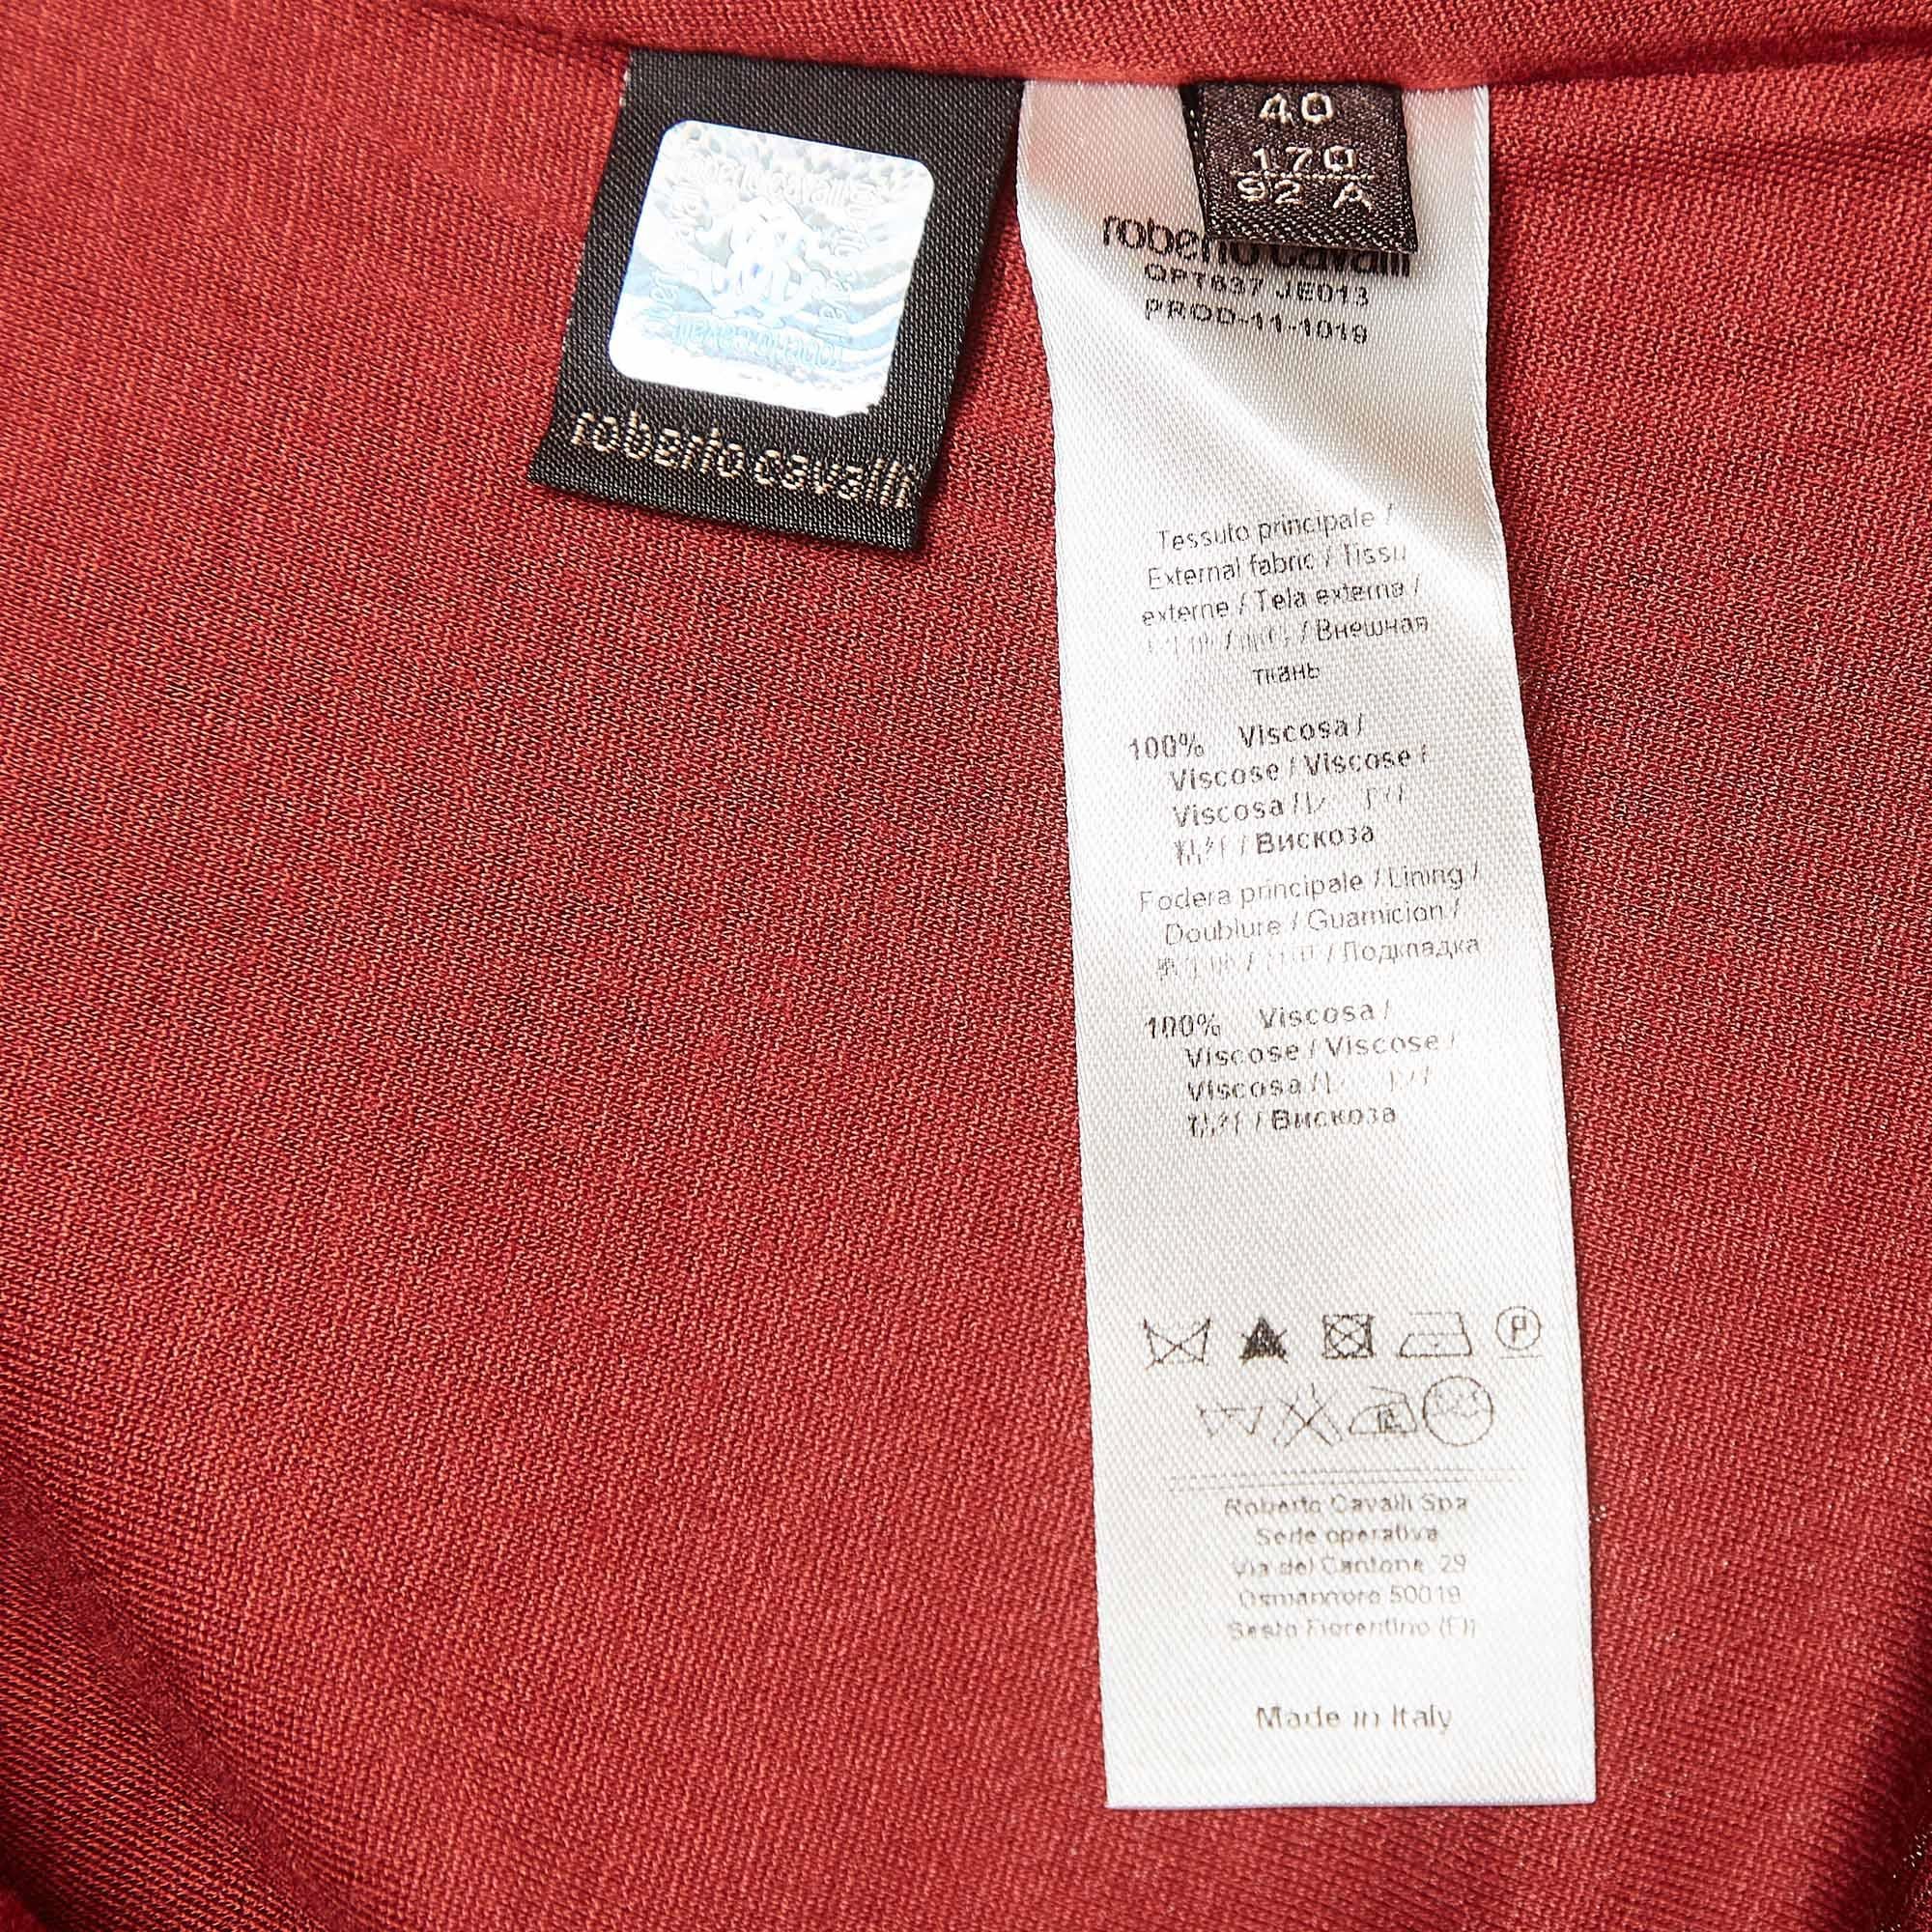 roberto cavalli
40
170
92 A
roberto cavalli
QPT637 JE013
PROD-11-1019
Tessuto principale /
External fabric / Tissu
externe / Tela externa /
/ Внешная
ткань
100% Viscosa /
Viscose / Viscose /
Viscosa /
/ Вискоза
Fodera principale / Lining /
Doublure / Guarnicion /
/ Подкладка
100% Viscosa /
Viscose / Viscose /
Viscosa /
/ Вискоза
P
Roberto Cavalli Spa
Sede operativa
Via del Cantone, 29
Osmannoro 50019
Sesto Fiorentino (FI)
Made in Italy